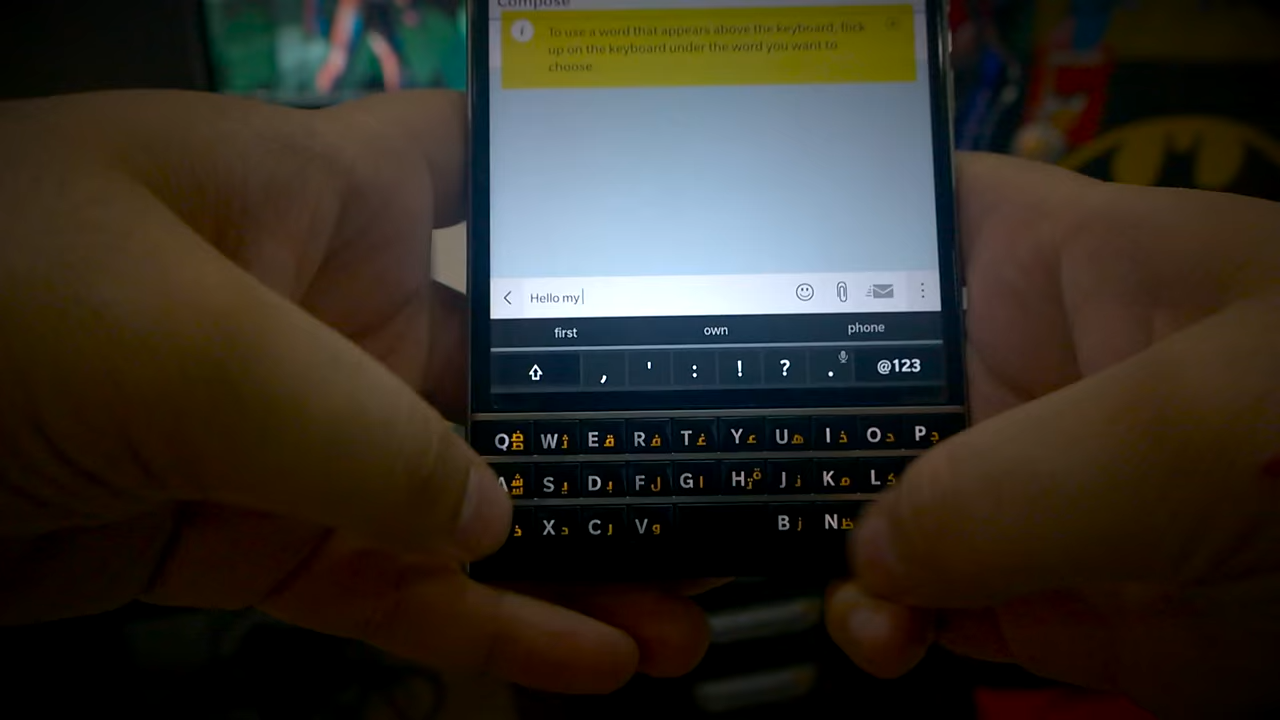 Compose
To use a word that appears above the keyboard, flick
up on the keyboard under the word you want to
choose
Hello my
first own phone
, ' : ! ? . @123
Q W E R T Y U I O P
A S D F G H J K L
X C V B N